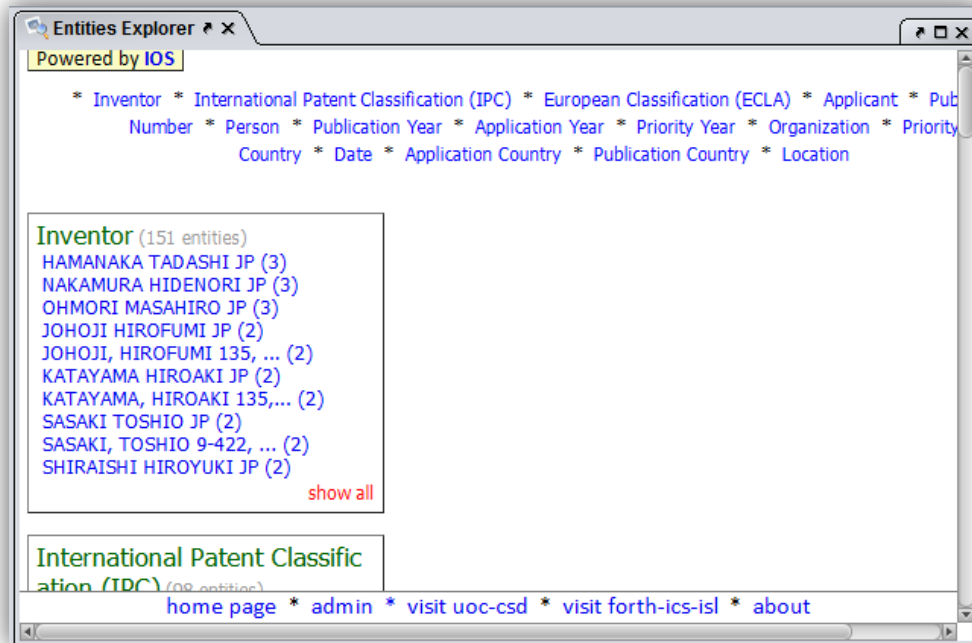 Entities Explorer
Powered by IOS
* Inventor * International Patent Classification (IPC) * European Classification (ECLA) * Applicant * Pub
Number * Person * Publication Year * Application Year * Priority Year * Organization * Priority
Country * Date * Application Country * Publication Country * Location
Inventor (151 entities)
HAMANAKA TADASHI JP (3)
NAKAMURA HIDENORI JP (3)
OHMORI MASAHIRO JP (3)
JOHOJI HIROFUMI JP (2)
JOHOJI, HIROFUMI 135, ... (2)
KATAYAMA HIROAKI JP (2)
KATAYAMA, HIROAKI 135,... (2)
SASAKI TOSHIO JP (2)
SASAKI, TOSHIO 9-422, ... (2)
SHIRAISHI HIROYUKI JP (2)
show all
International Patent Classific
ation (IPC) (98 entities)
home page * admin * visit uoc-csd * visit forth-ics-isl * about